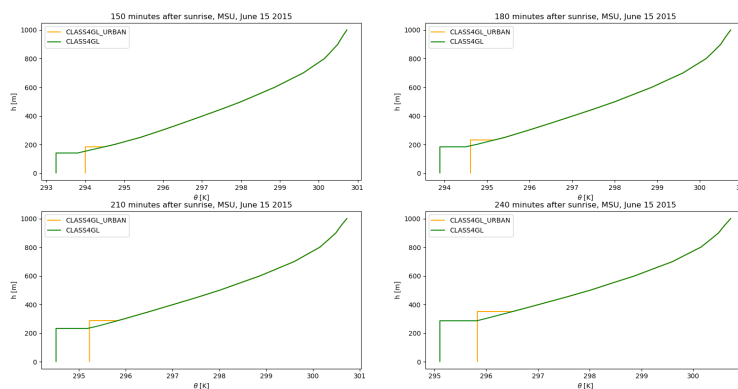 150 minutes after sunrise, MSU, June 15 2015
1000
800
600
400
200
0
h [m]
CLASS4GL_URBAN
CLASS4GL
293 294 295 296 297 298 299 300 301
θ [K]
180 minutes after sunrise, MSU, June 15 2015
1000
800
600
400
200
0
h [m]
CLASS4GL_URBAN
CLASS4GL
294 295 296 297 298 299 300
θ [K]
210 minutes after sunrise, MSU, June 15 2015
1000
800
600
400
200
0
h [m]
CLASS4GL_URBAN
CLASS4GL
295 296 297 298 299 300 301
θ [K]
240 minutes after sunrise, MSU, June 15 2015
1000
800
600
400
200
0
h [m]
CLASS4GL_URBAN
CLASS4GL
295 296 297 298 299 300
θ [K]